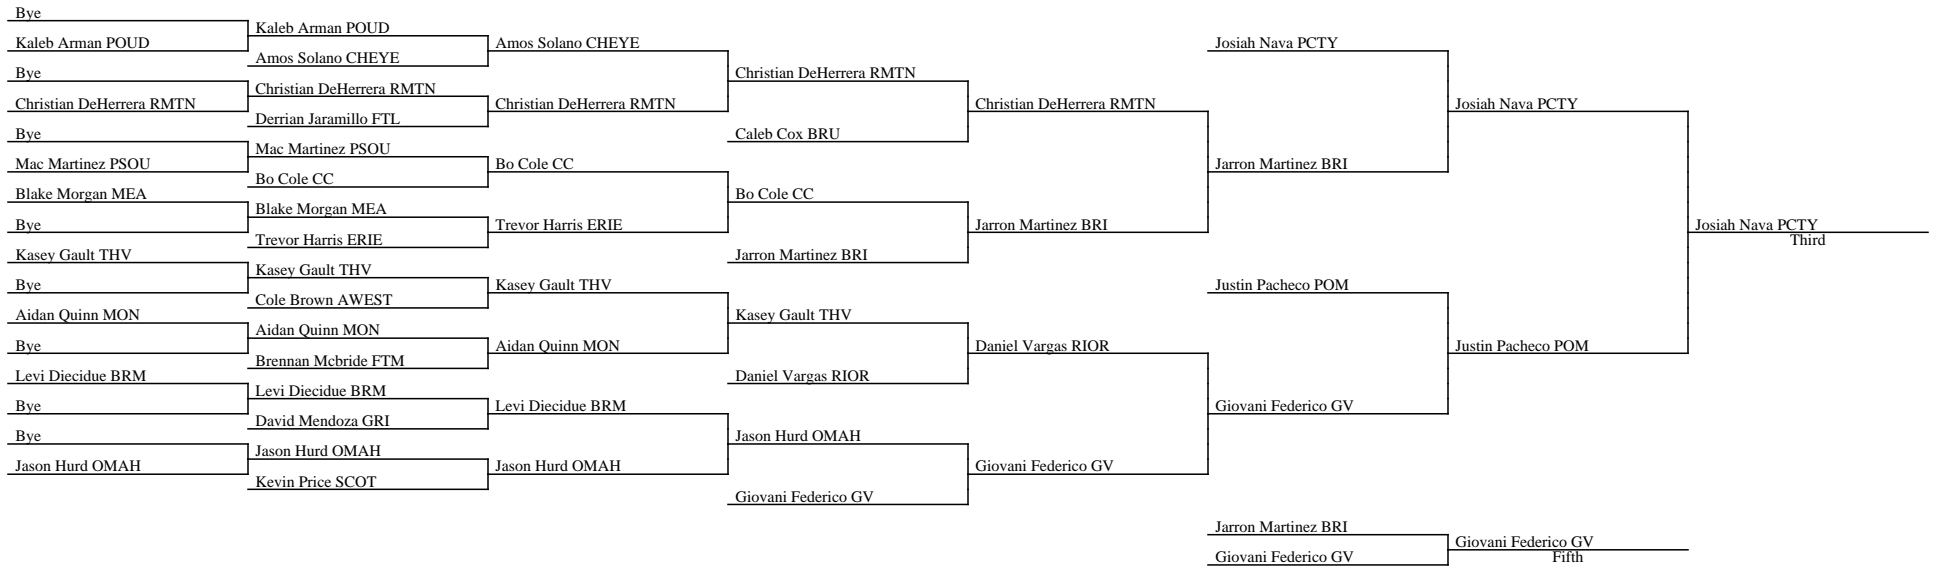 Bye
Kaleb Arman POUD
Bye
Christian DeHerrera RMTN
Bye
Mac Martinez PSOU
Blake Morgan MEA
Bye
Kasey Gault THV
Bye
Aidan Quinn MON
Bye
Levi Diecidue BRM
Bye
Bye
Jason Hurd OMAH
Kaleb Arman POUD
Amos Solano CHEYE
Christian DeHerrera RMTN
Derrian Jaramillo FTL
Mac Martinez PSOU
Bo Cole CC
Blake Morgan MEA
Trevor Harris ERIE
Kasey Gault THV
Cole Brown AWEST
Aidan Quinn MON
Brennan Mcbride FTM
Levi Diecidue BRM
David Mendoza GRI
Jason Hurd OMAH
Kevin Price SCOT
Amos Solano CHEYE
Christian DeHerrera RMTN
Bo Cole CC
Trevor Harris ERIE
Kasey Gault THV
Aidan Quinn MON
Levi Diecidue BRM
Jason Hurd OMAH
Christian DeHerrera RMTN
Caleb Cox BRU
Bo Cole CC
Jarron Martinez BRI
Kasey Gault THV
Daniel Vargas RIOR
Jason Hurd OMAH
Giovani Federico GV
Christian DeHerrera RMTN
Jarron Martinez BRI
Daniel Vargas RIOR
Giovani Federico GV
Josiah Nava PCTY
Jarron Martinez BRI
Justin Pacheco POM
Giovani Federico GV
Josiah Nava PCTY
Justin Pacheco POM
Josiah Nava PCTY
Third
Jarron Martinez BRI
Giovani Federico GV
Giovani Federico GV
Fifth